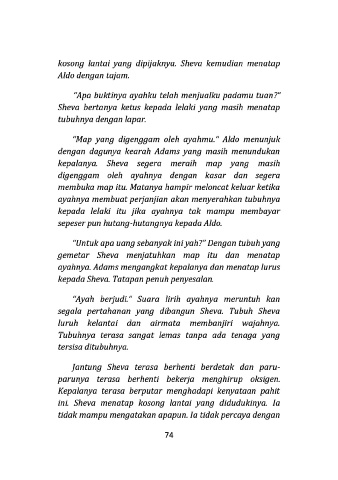 kosong lantai yang dipijaknya. Sheva kemudian menatap
Aldo dengan tajam.
“Apa buktinya ayahku telah menjualku padamu tuan?”
Sheva bertanya ketus kepada lelaki yang masih menatap
tubuhnya dengan lapar.
“Map yang digenggam oleh ayahmu.” Aldo menunjuk
dengan dagunya kearah Adams yang masih menundukan
kepalanya. Sheva segera meraih map yang masih
digenggam oleh ayahnya dengan kasar dan segera
membuka map itu. Matanya hampir meloncat keluar ketika
ayahnya membuat perjanjian akan menyerahkan tubuhnya
kepada lelaki itu jika ayahnya tak mampu membayar
sepeser pun hutang-hutangnya kepada Aldo.
“Untuk apa uang sebanyak ini yah?” Dengan tubuh yang
gemetar Sheva menjatuhkan map itu dan menatap
ayahnya. Adams mengangkat kepalanya dan menatap lurus
kepada Sheva. Tatapan penuh penyesalan.
“Ayah berjudi.” Suara lirih ayahnya meruntuh kan
segala pertahanan yang dibangun Sheva. Tubuh Sheva
luruh kelantai dan airmata membanjiri wajahnya.
Tubuhnya terasa sangat lemas tanpa ada tenaga yang
tersisa ditubuhnya.
Jantung Sheva terasa berhenti berdetak dan paru-
parunya terasa berhenti bekerja menghirup oksigen.
Kepalanya terasa berputar menghadapi kenyataan pahit
ini. Sheva menatap kosong lantai yang didudukinya. Ia
tidak mampu mengatakan apapun. Ia tidak percaya dengan
74